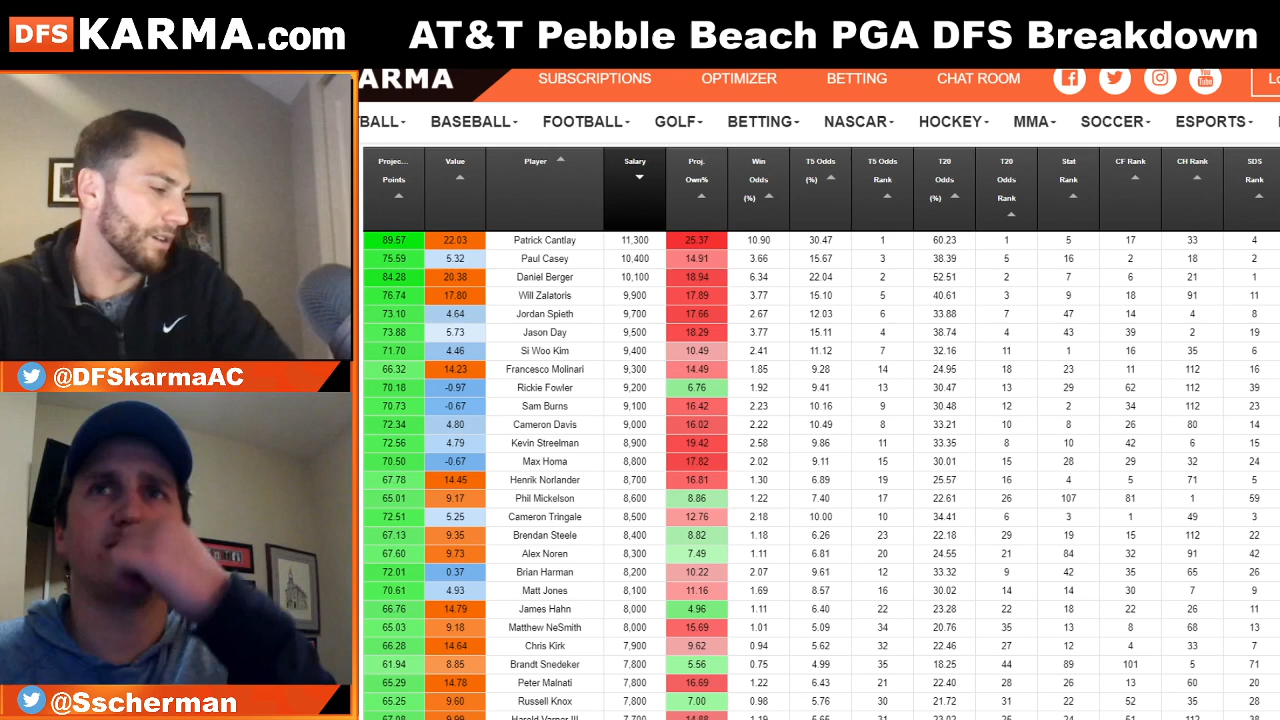 DFS KARMA.com AT&T Pebble Beach PGA DFS Breakdown
KARMA SUBSCRIPTIONS OPTIMIZER BETTING CHAT ROOM
BALL BASEBALL FOOTBALL GOLF BETTING NASCAR HOCKEY MMA SOCCER ESPORTS
Projec... Points Value Player Salary Proj. Own% Win Odds (%) T5 Odds (%) T5 Odds Rank T20 Odds (%) T20 Odds Rank Stat Rank CF Rank CH Rank SDS Rank
89.57 22.03 Patrick Cantlay 11,300 25.37 10.90 30.47 1 60.23 1 5 17 33 4
75.59 5.32 Paul Casey 10,400 14.91 3.66 15.67 3 38.39 5 16 2 18 2
84.28 20.38 Daniel Berger 10,100 18.94 6.34 22.04 2 52.51 2 7 6 21 1
76.74 17.80 Will Zalatoris 9,900 17.89 3.77 15.10 5 40.61 3 9 18 91 11
73.10 4.64 Jordan Spieth 9,700 17.66 2.67 12.03 6 33.88 7 47 14 4 8
73.88 5.73 Jason Day 9,500 18.29 3.77 15.11 4 38.74 4 43 39 2 19
71.70 4.46 Si Woo Kim 9,400 10.49 2.41 11.12 7 32.16 11 1 16 35 6
66.32 14.23 Francesco Molinari 9,300 14.49 1.85 9.28 14 24.95 18 23 11 112 16
70.18 -0.97 Rickie Fowler 9,200 6.76 1.92 9.41 13 30.47 13 29 62 112 39
70.73 -0.67 Sam Burns 9,100 16.42 2.23 10.16 9 30.48 12 2 34 112 23
72.34 4.80 Cameron Davis 9,000 16.02 2.22 10.49 8 33.21 10 8 26 80 14
72.56 4.79 Kevin Streelman 8,900 19.42 2.58 9.86 11 33.35 8 10 42 6 15
70.50 -0.67 Max Homa 8,800 17.82 2.02 9.11 15 30.01 15 28 29 32 24
67.78 14.45 Henrik Norlander 8,700 16.81 1.30 6.89 19 25.57 16 4 5 71 5
65.01 9.17 Phil Mickelson 8,600 8.86 1.22 7.40 17 22.61 26 107 81 1 59
72.51 5.25 Cameron Tringale 8,500 12.76 2.18 10.00 10 34.41 6 3 1 49 3
67.13 9.35 Brendan Steele 8,400 8.82 1.18 6.26 23 22.18 29 19 15 112 22
67.60 9.73 Alex Noren 8,300 7.49 1.11 6.81 20 24.55 21 84 32 91 42
72.01 0.37 Brian Harman 8,200 10.22 2.07 9.61 12 33.32 9 42 35 65 26
70.61 4.93 Matt Jones 8,100 11.16 1.69 8.57 16 30.02 14 14 30 7 9
66.76 14.79 James Hahn 8,000 4.96 1.11 6.40 22 23.28 22 18 22 26 11
65.03 9.18 Matthew NeSmith 8,000 15.69 1.01 5.09 34 20.76 35 13 8 68 13
66.28 14.64 Chris Kirk 7,900 9.62 0.94 5.62 32 22.46 27 12 4 33 7
61.94 8.85 Brandt Snedeker 7,800 5.56 0.75 4.99 35 18.25 44 89 101 5 71
65.29 14.78 Peter Malnati 7,800 16.69 1.22 6.43 21 22.40 28 26 13 60 20
65.25 9.60 Russell Knox 7,800 7.00 0.98 5.76 30 21.72 31 22 52 35 28
67.08 9.99 Harold Varner III 7,700 14.88 1.19 5.65 31 23.02 24 51 112 38
@DFSkarmaAC
@Sscherman